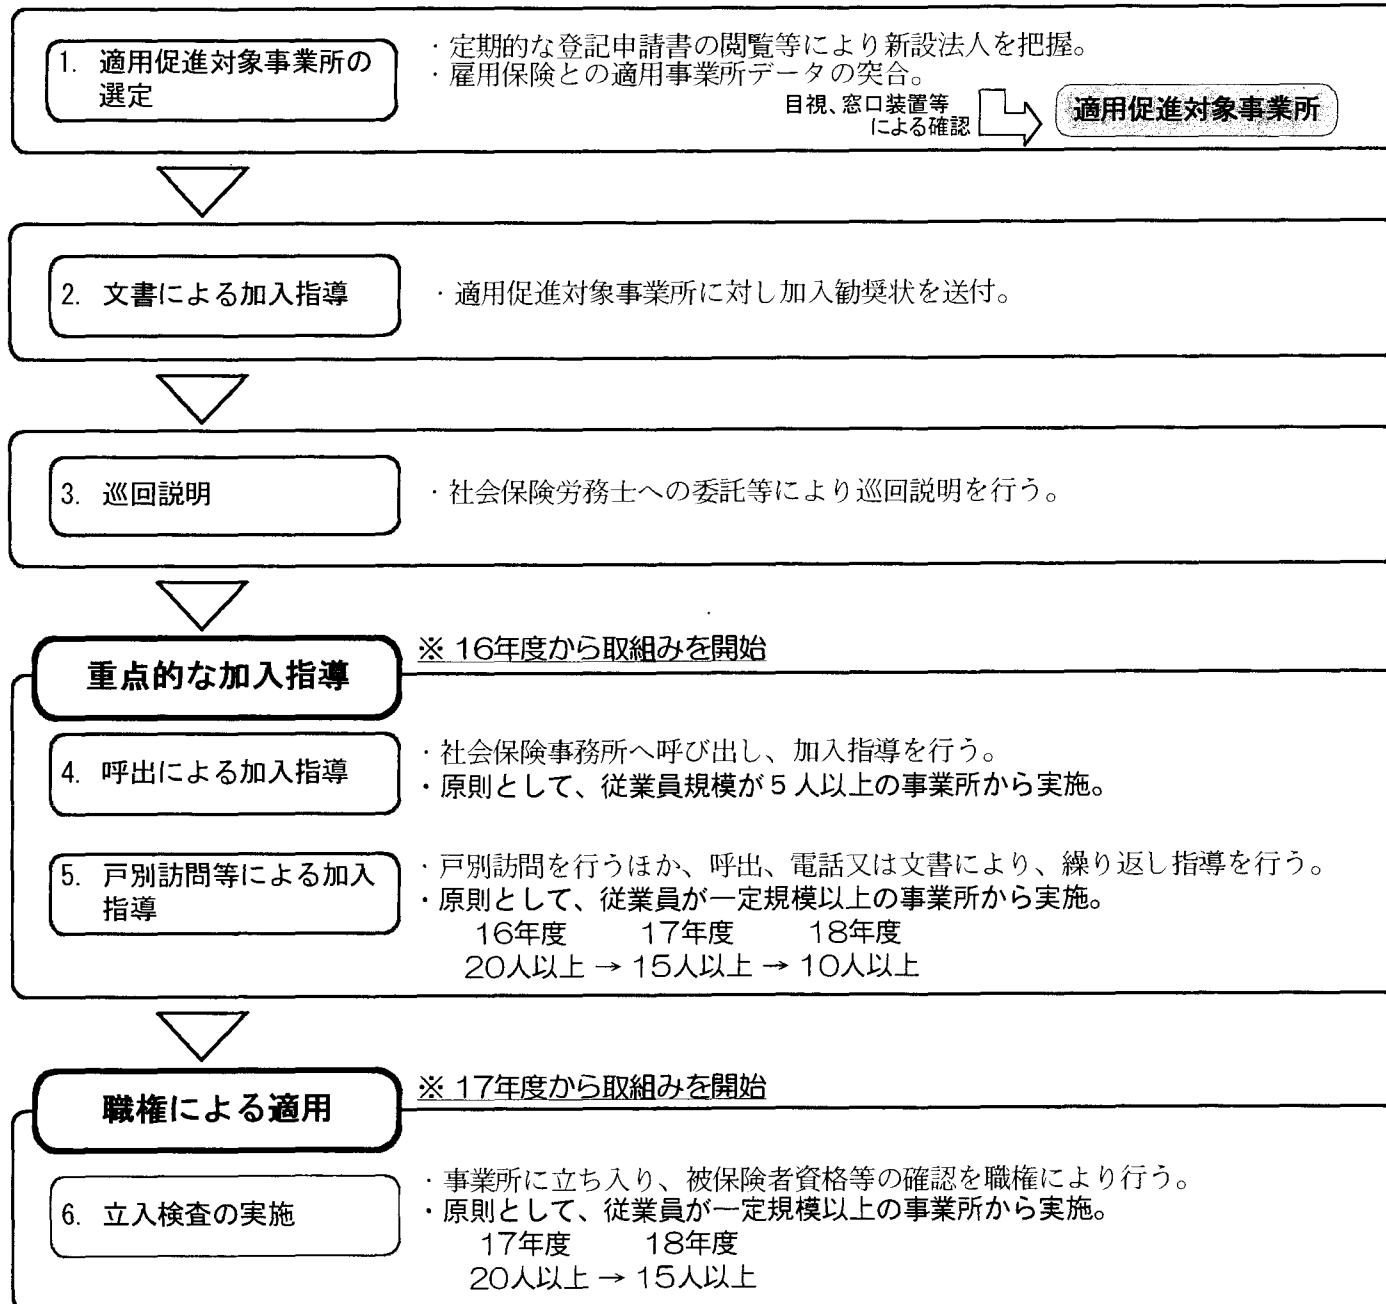 1. 適用促進対象事業所の
選定
・定期的な登記申請書の閲覧等により新設法人を把握。
・雇用保険との適用事業所データの突合。
目視、窓口装置等
による確認
適用促進対象事業所
2. 文書による加入指導
・適用促進対象事業所に対し加入勧奨状を送付。
3. 巡回説明
・社会保険労務士への委託等により巡回説明を行う。
重点的な加入指導
※ 16年度から取組みを開始
4. 呼出による加入指導
・社会保険事務所へ呼び出し、加入指導を行う。
・原則として、従業員規模が5人以上の事業所から実施。
5. 戸別訪問等による加入
指導
・戸別訪問を行うほか、呼出、電話又は文書により、繰り返し指導を行う。
・原則として、従業員が一定規模以上の事業所から実施。
16年度 17年度 18年度
20人以上 → 15人以上 → 10人以上
職権による適用
※ 17年度から取組みを開始
6. 立入検査の実施
・事業所に立ち入り、被保険者資格等の確認を職権により行う。
・原則として、従業員が一定規模以上の事業所から実施。
17年度 18年度
20人以上 → 15人以上